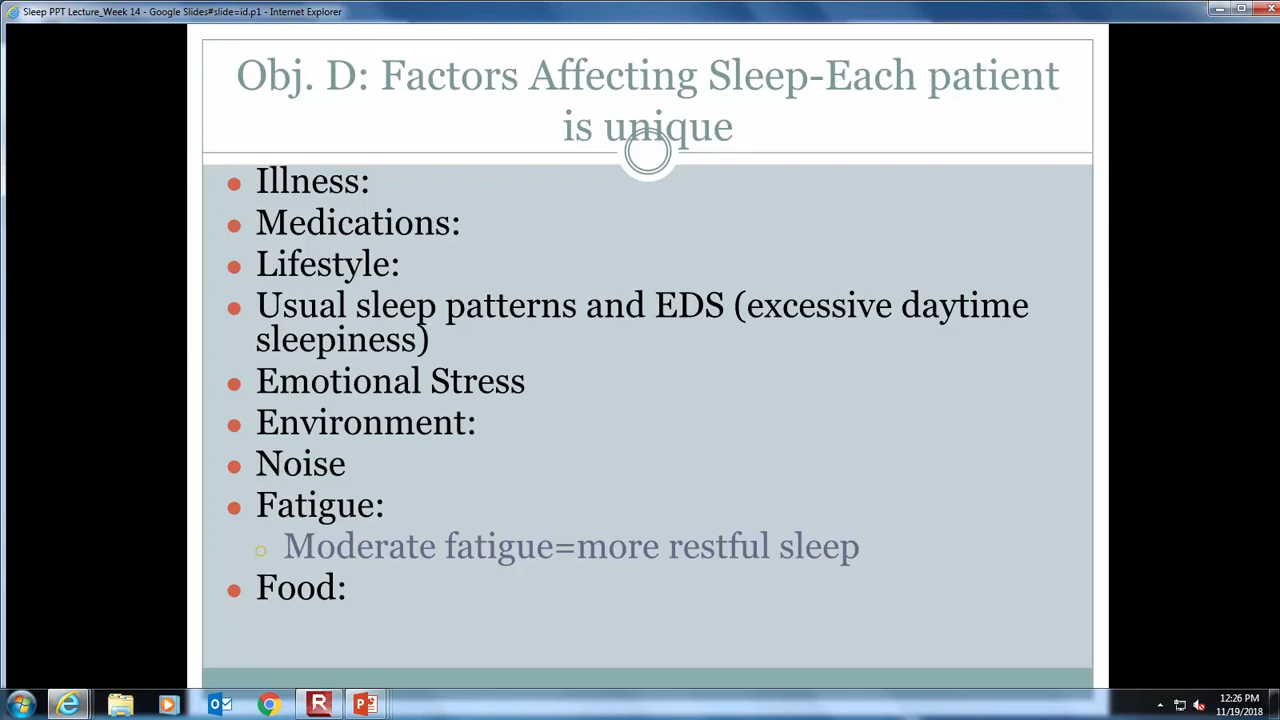 Sleep PPT Lecture_Week 14 - Google Slides#slide=id.p1 - Internet Explorer
Obj. D: Factors Affecting Sleep-Each patient
is unique
Illness:
Medications:
Lifestyle:
Usual sleep patterns and EDS (excessive daytime
sleepiness)
Emotional Stress
Environment:
Noise
Fatigue:
Moderate fatigue=more restful sleep
Food:
12:26 PM
11/19/2018